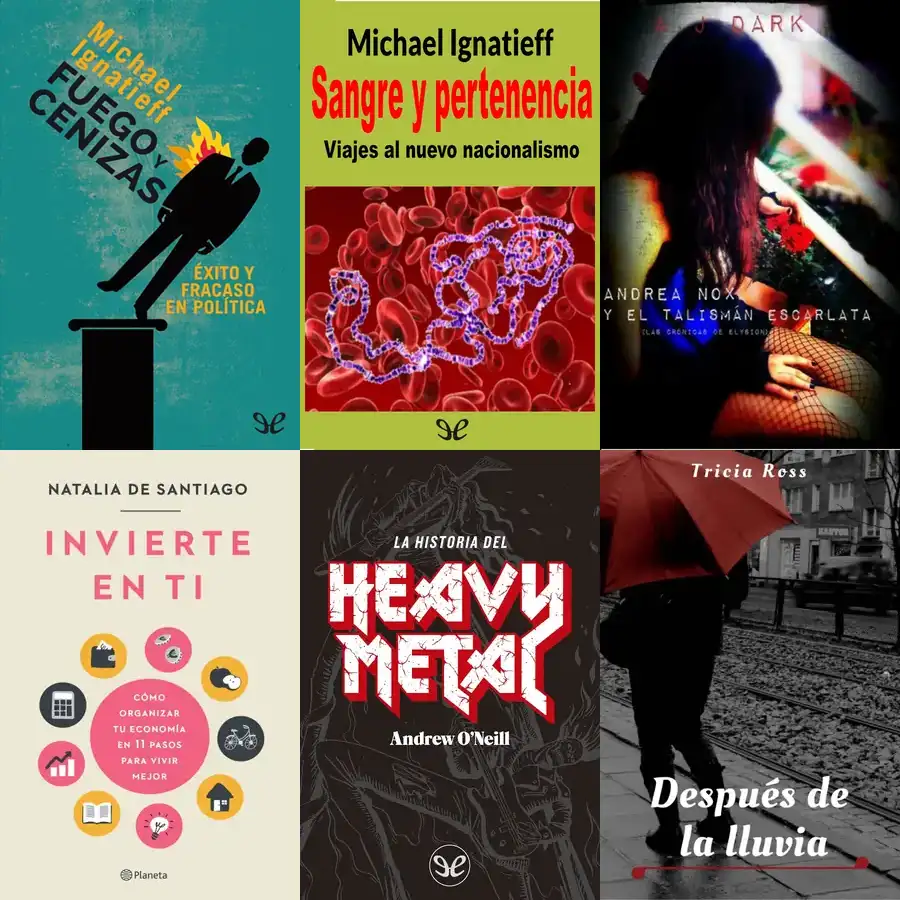 Michael
Ignatieff
FUEGO Y
CENIZAS
ÉXITO Y
FRACASO
EN POLÍTICA
Michael Ignatieff
Sangre y pertenencia
Viajes al nuevo nacionalismo
A J DARK
ANDREA NOX
Y EL TALISMÁN ESCARLATA
(LAS CRÓNICAS DE ELYSION)
NATALIA DE SANTIAGO
INVIERTE
EN TI
CÓMO
ORGANIZAR
TU ECONOMÍA
EN 11 PASOS
PARA VIVIR
MEJOR
Planeta
LA HISTORIA DEL
HEAVY
METAL
Andrew O'Neill
Tricia Ross
KANTOR
Después de
la lluvia